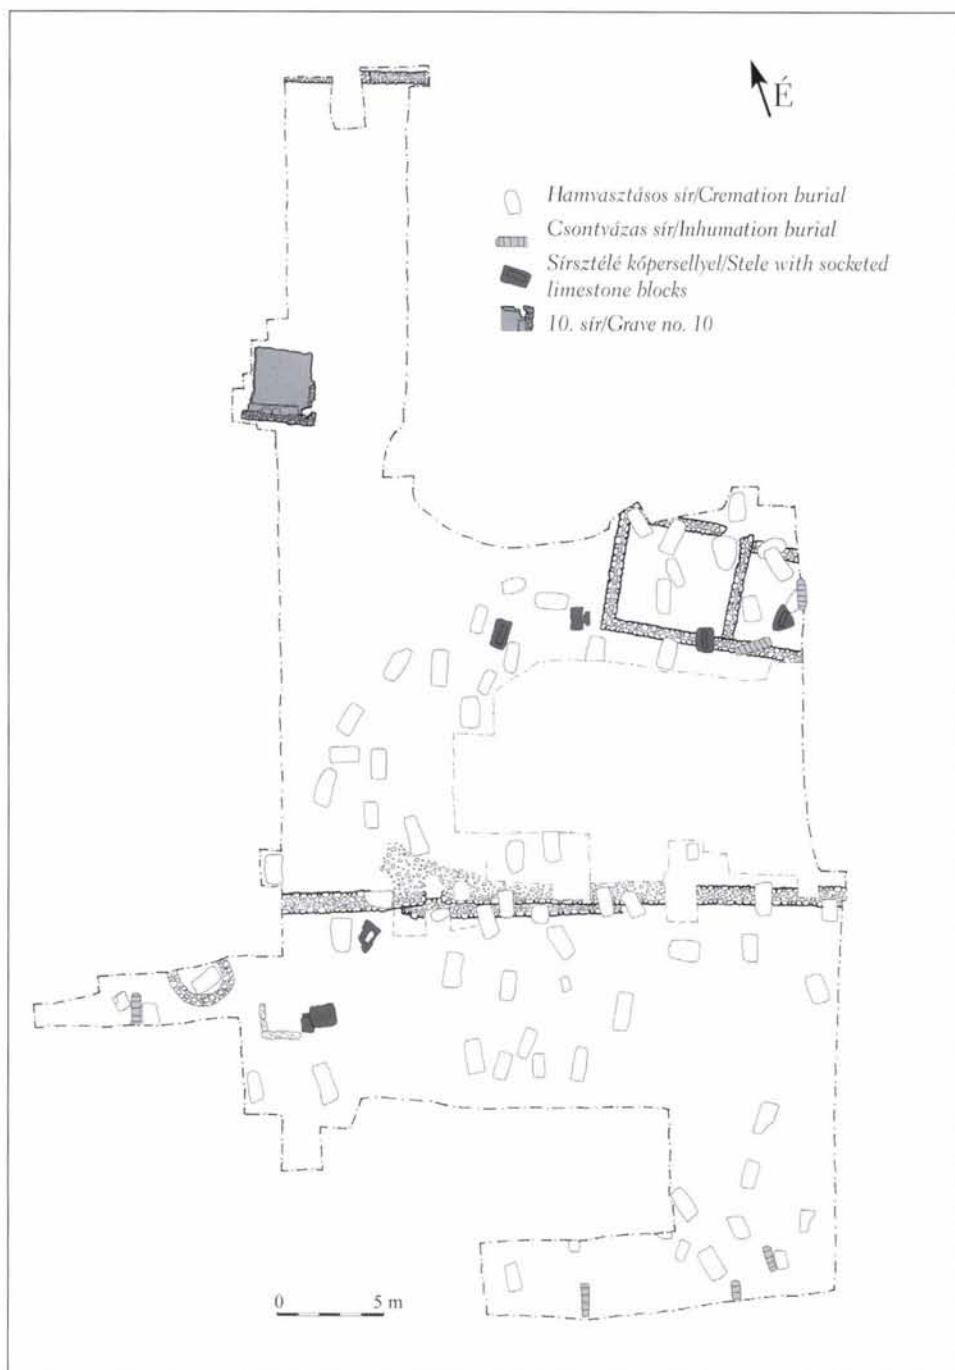 É
Hamvasztásos sír/Cremation burial
Csontvázas sír/Inhumation burial
Sírsztélé kőpersellyel/Stele with socketed
limestone blocks
10. sír/Grave no. 10
0 5 m